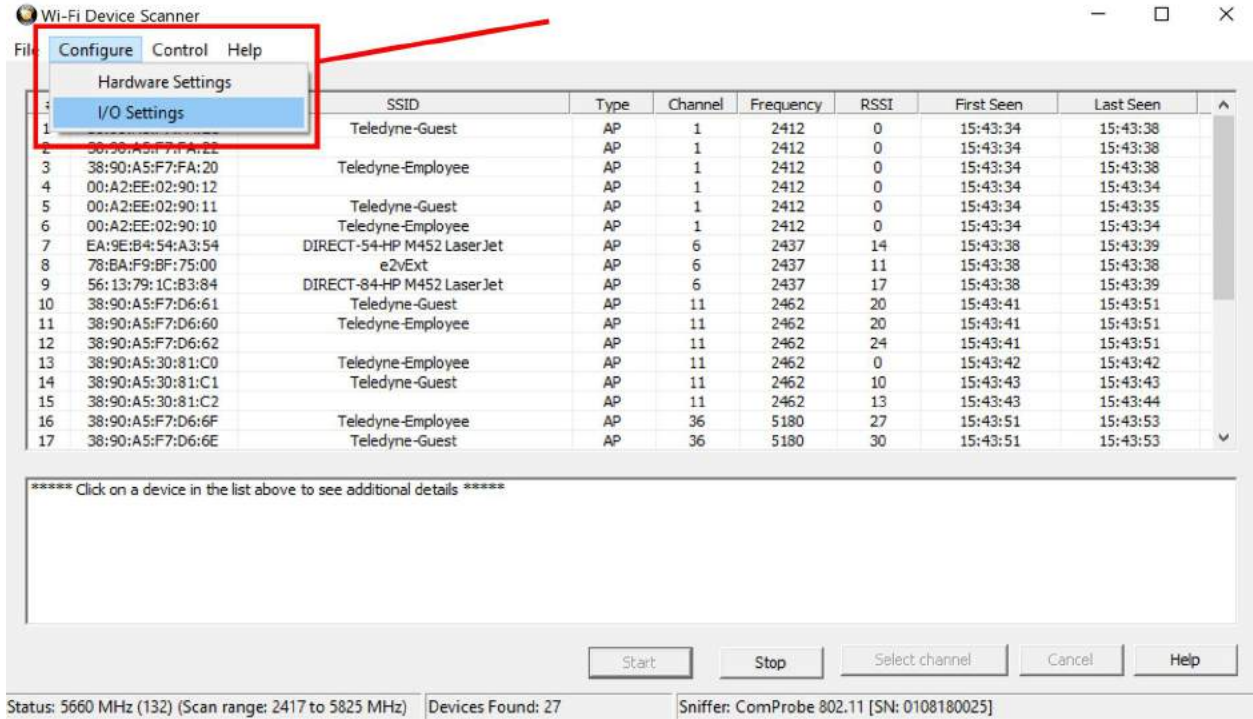 Wi-Fi Device Scanner
File Configure Control Help
Hardware Settings
I/O Settings
SSID Type Channel Frequency RSSI First Seen Last Seen
1 Teledyne-Guest AP 1 2412 0 15:43:34 15:43:38
2 38:90:A5:F7:FA:22 AP 1 2412 0 15:43:34 15:43:38
3 38:90:A5:F7:FA:20 Teledyne-Employee AP 1 2412 0 15:43:34 15:43:38
4 00:A2:EE:02:90:12 AP 1 2412 0 15:43:34 15:43:34
5 00:A2:EE:02:90:11 Teledyne-Guest AP 1 2412 0 15:43:34 15:43:35
6 00:A2:EE:02:90:10 Teledyne-Employee AP 1 2412 0 15:43:34 15:43:34
7 EA:9E:B4:54:A3:54 DIRECT-54-HP M452 LaserJet AP 6 2437 14 15:43:38 15:43:39
8 78:BA:F9:BF:75:00 e2vExt AP 6 2437 11 15:43:38 15:43:38
9 56:13:79:1C:B3:84 DIRECT-84-HP M452 LaserJet AP 6 2437 17 15:43:38 15:43:39
10 38:90:A5:F7:D6:61 Teledyne-Guest AP 11 2462 20 15:43:41 15:43:51
11 38:90:A5:F7:D6:60 Teledyne-Employee AP 11 2462 20 15:43:41 15:43:51
12 38:90:A5:F7:D6:62 AP 11 2462 24 15:43:41 15:43:51
13 38:90:A5:30:81:C0 Teledyne-Employee AP 11 2462 0 15:43:42 15:43:42
14 38:90:A5:30:81:C1 Teledyne-Guest AP 11 2462 10 15:43:43 15:43:43
15 38:90:A5:30:81:C2 AP 11 2462 13 15:43:43 15:43:44
16 38:90:A5:F7:D6:6F Teledyne-Employee AP 36 5180 27 15:43:51 15:43:53
17 38:90:A5:F7:D6:6E Teledyne-Guest AP 36 5180 30 15:43:51 15:43:53
***** Click on a device in the list above to see additional details *****
Start Stop Select channel Cancel Help
Status: 5660 MHz (132) (Scan range: 2417 to 5825 MHz) Devices Found: 27 Sniffer: ComProbe 802.11 [SN: 0108180025]